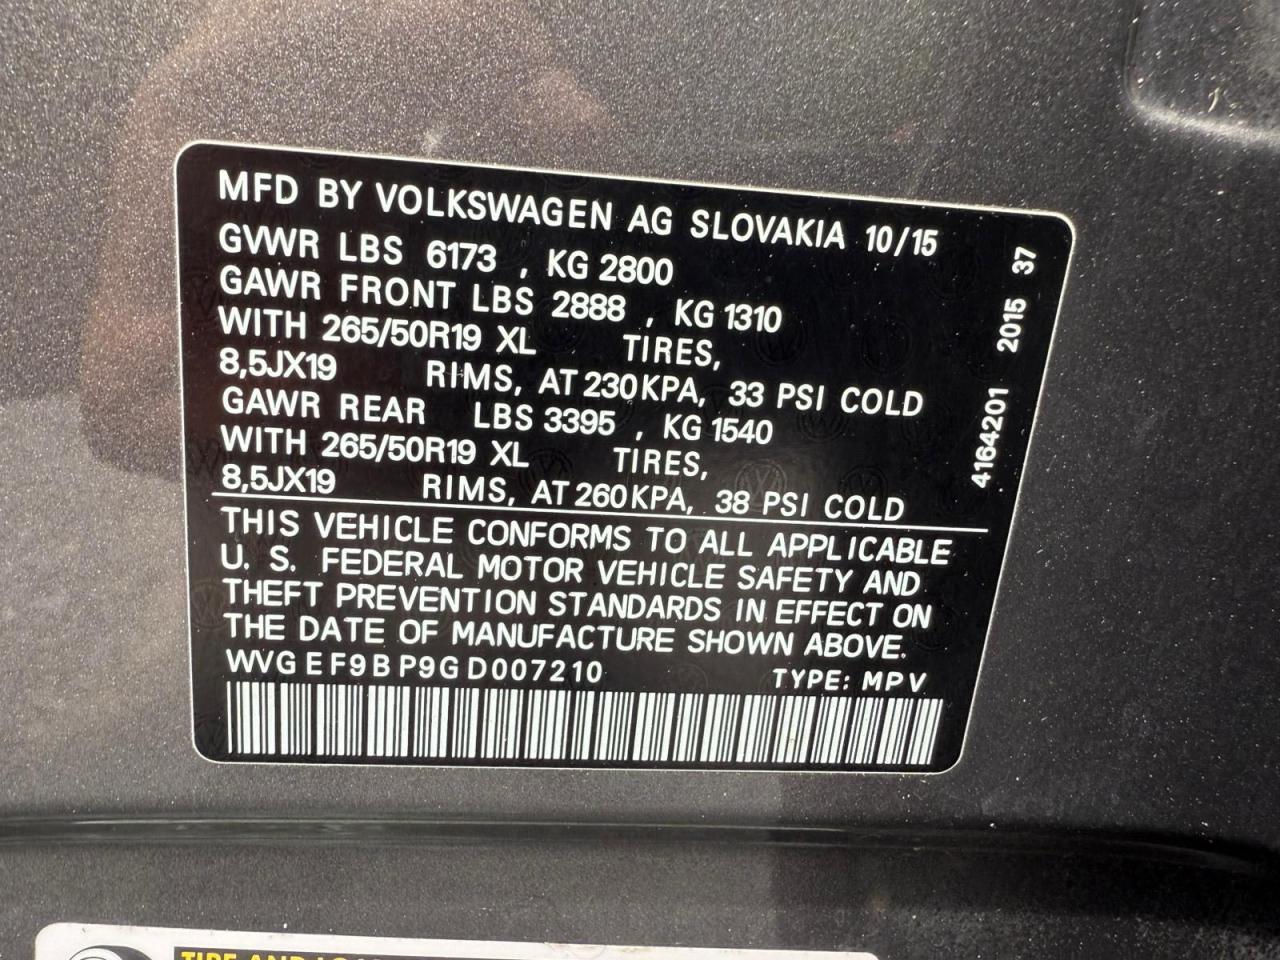 MFD BY VOLKSWAGEN AG SLOVAKIA 10/15
GVWR LBS 6173 , KG 2800
GAWR FRONT LBS 2888 , KG 1310
WITH 265/50R19 XL TIRES,
8,5JX19 RIMS, AT 230KPA, 33 PSI COLD
GAWR REAR LBS 3395 , KG 1540
WITH 265/50R19 XL TIRES,
8,5JX19 RIMS, AT 260KPA, 38 PSI COLD
THIS VEHICLE CONFORMS TO ALL APPLICABLE
U. S. FEDERAL MOTOR VEHICLE SAFETY AND
THEFT PREVENTION STANDARDS IN EFFECT ON
THE DATE OF MANUFACTURE SHOWN ABOVE.
WVGEF9BP9GD007210 TYPE: MPV
4164201 2015 37
TIRE AND